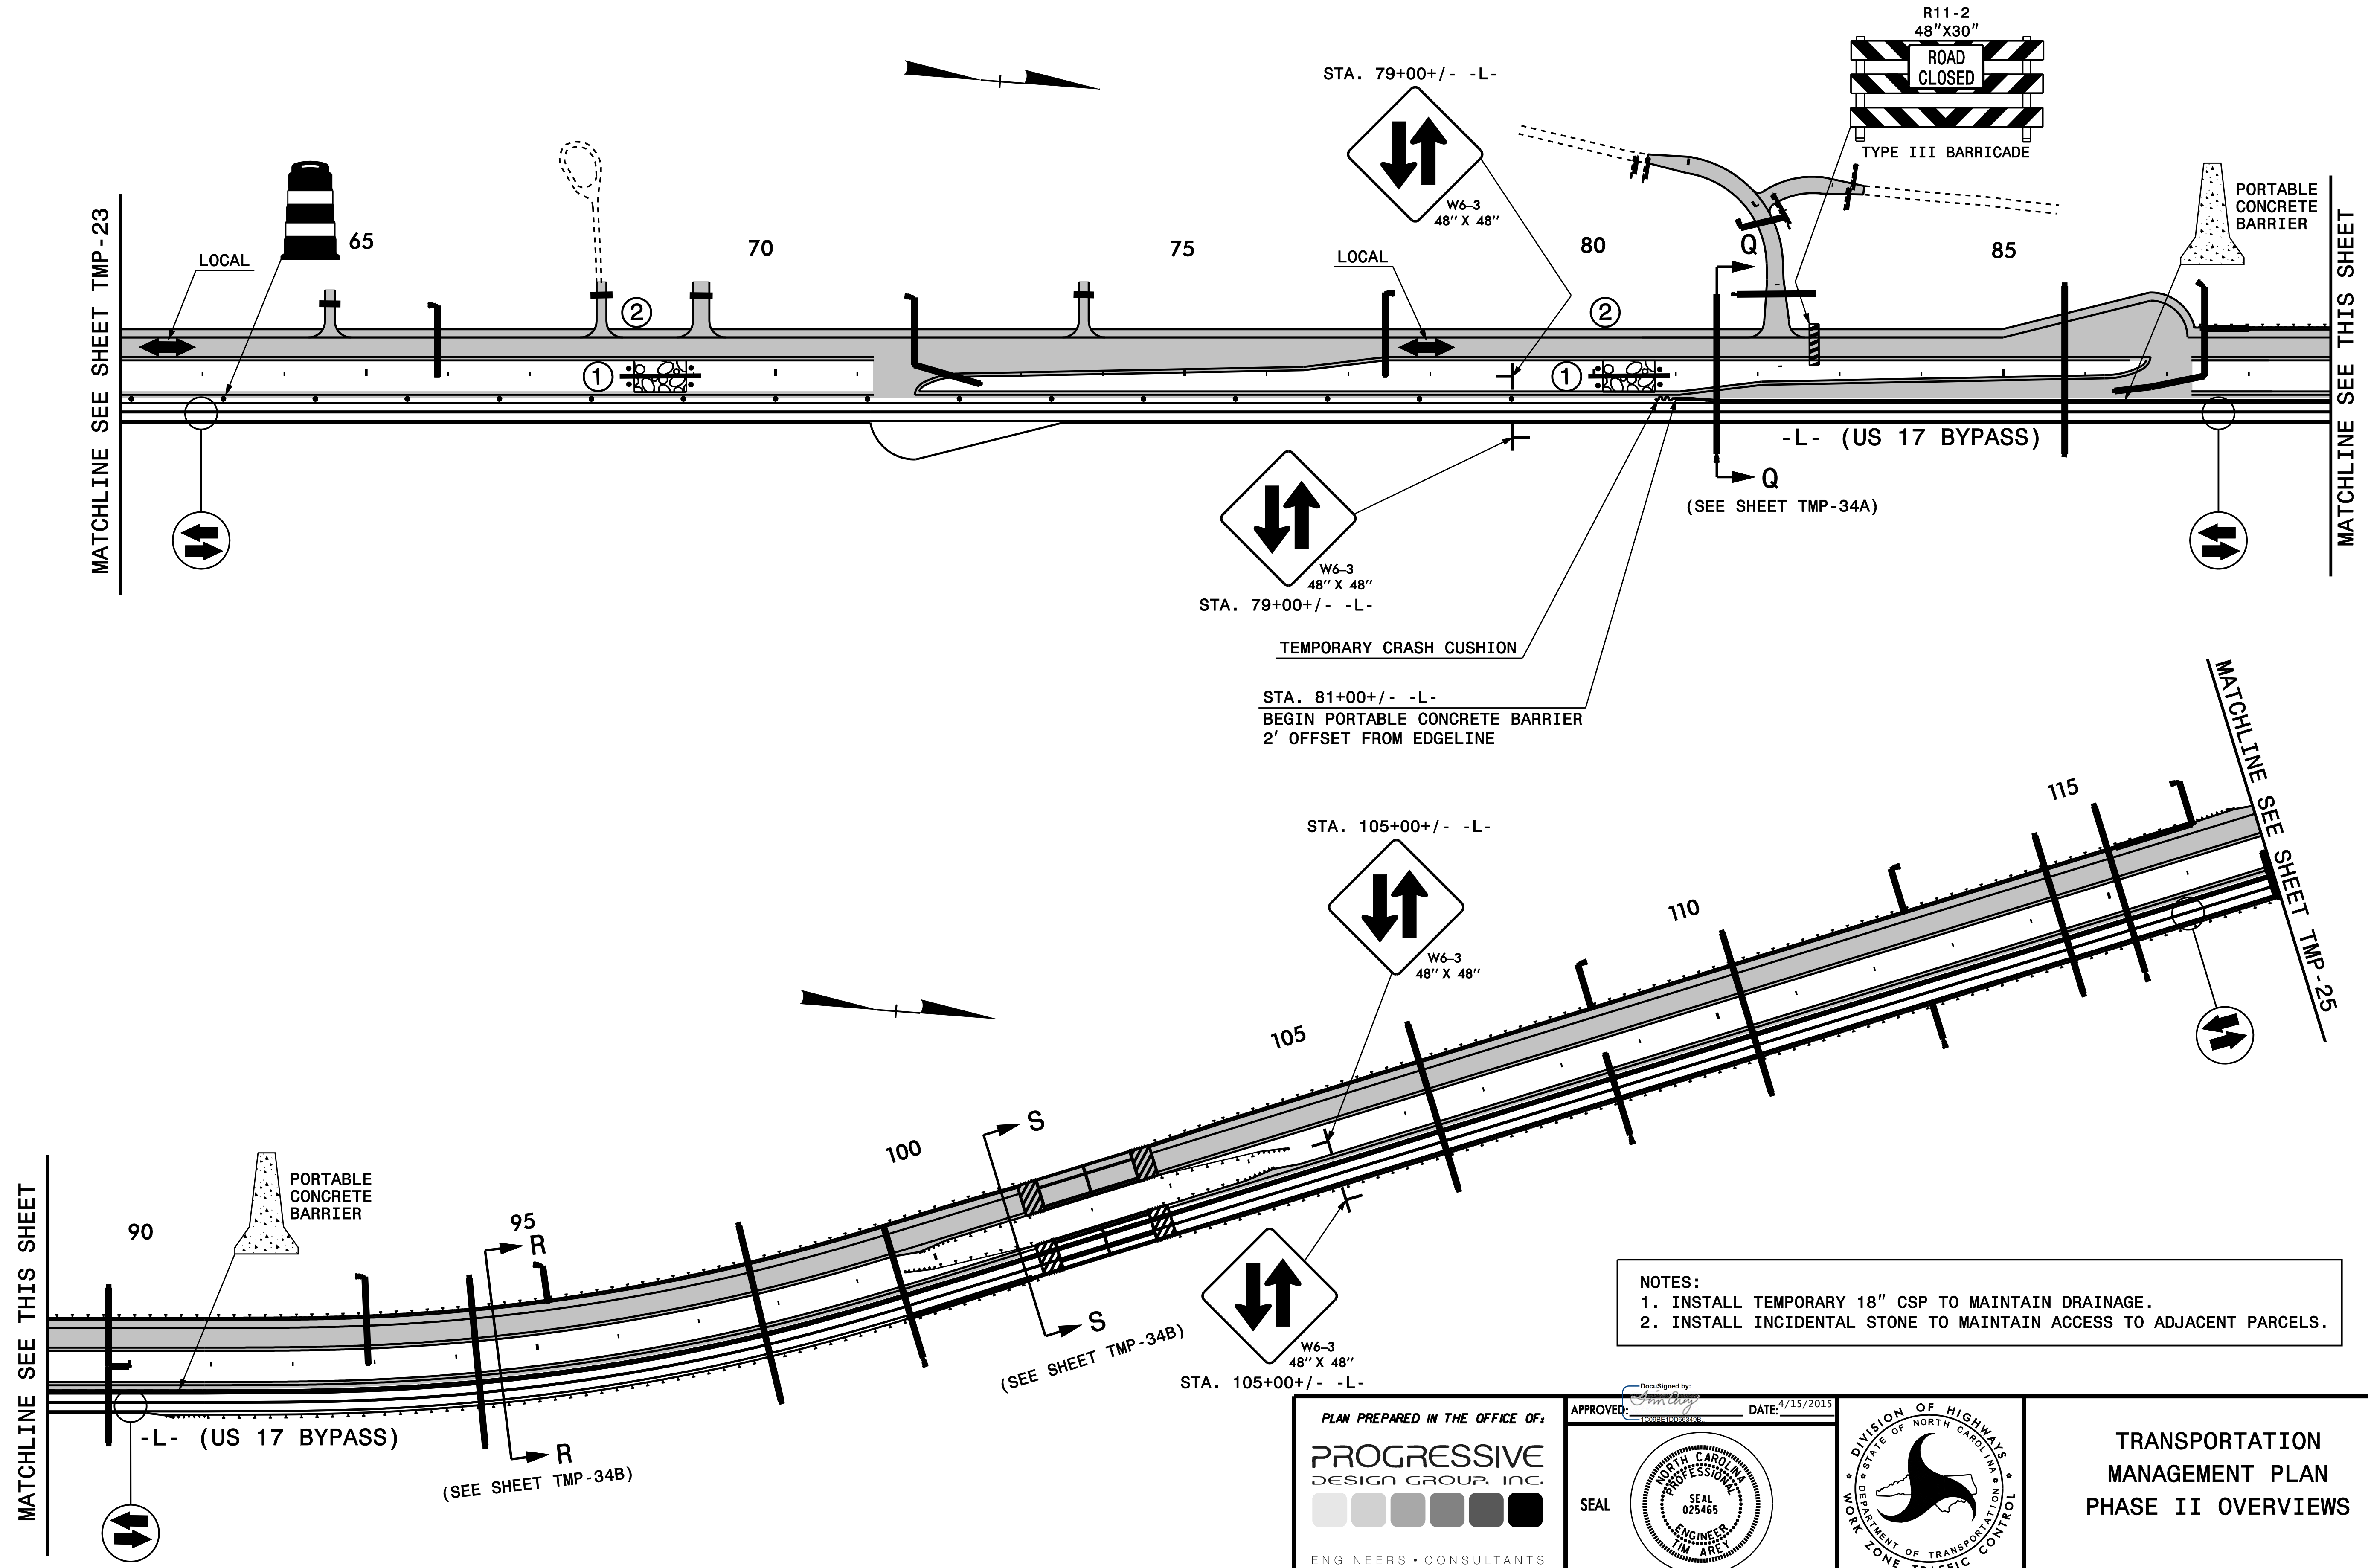 R11-2
48"X30"
ROAD
CLOSED
TYPE III BARRICADE
STA. 79+00+/- -L-
W6-3
48" X 48"
PORTABLE
CONCRETE
BARRIER
MATCHLINE SEE SHEET TMP-23
LOCAL
65
70
75
LOCAL
80
Q
85
MATCHLINE SEE THIS SHEET
2
2
1
1
-L- (US 17 BYPASS)
Q
(SEE SHEET TMP-34A)
W6-3
48" X 48"
STA. 79+00+/- -L-
TEMPORARY CRASH CUSHION
STA. 81+00+/- -L-
BEGIN PORTABLE CONCRETE BARRIER
2' OFFSET FROM EDGELINE
MATCHLINE SEE SHEET TMP-25
STA. 105+00+/- -L-
W6-3
48" X 48"
115
110
105
100
S
S
(SEE SHEET TMP-34B)
MATCHLINE SEE THIS SHEET
90
PORTABLE
CONCRETE
BARRIER
95
R
R
(SEE SHEET TMP-34B)
-L- (US 17 BYPASS)
W6-3
48" X 48"
STA. 105+00+/- -L-
NOTES:
1. INSTALL TEMPORARY 18" CSP TO MAINTAIN DRAINAGE.
2. INSTALL INCIDENTAL STONE TO MAINTAIN ACCESS TO ADJACENT PARCELS.
PLAN PREPARED IN THE OFFICE OF:
PROGRESSIVE
DESIGN GROUP, INC.
ENGINEERS • CONSULTANTS
DocuSigned by:
Tim Arey
APPROVED:
1C09BE1DD66349B
DATE: 4/15/2015
SEAL
NORTH CAROLINA
PROFESSIONAL
SEAL
025465
ENGINEER
TIM AREY
DIVISION OF HIGHWAYS
STATE OF NORTH CAROLINA
DEPARTMENT OF TRANSPORTATION
WORK ZONE TRAFFIC CONTROL
TRANSPORTATION
MANAGEMENT PLAN
PHASE II OVERVIEWS